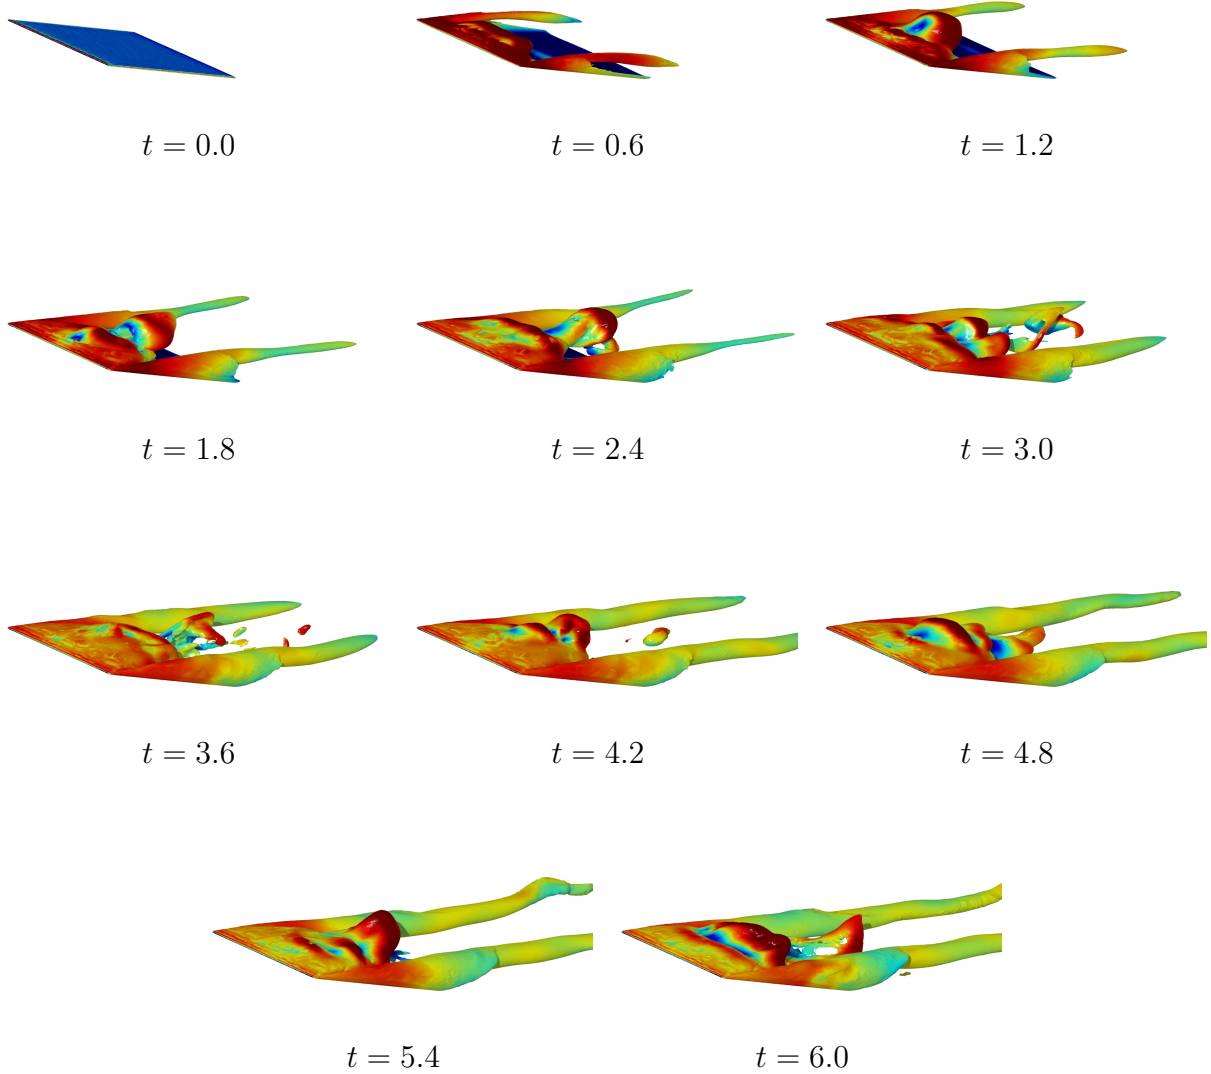 t = 0.0
t = 0.6
t = 1.2
t = 1.8
t = 2.4
t = 3.0
t = 3.6
t = 4.2
t = 4.8
t = 5.4
t = 6.0